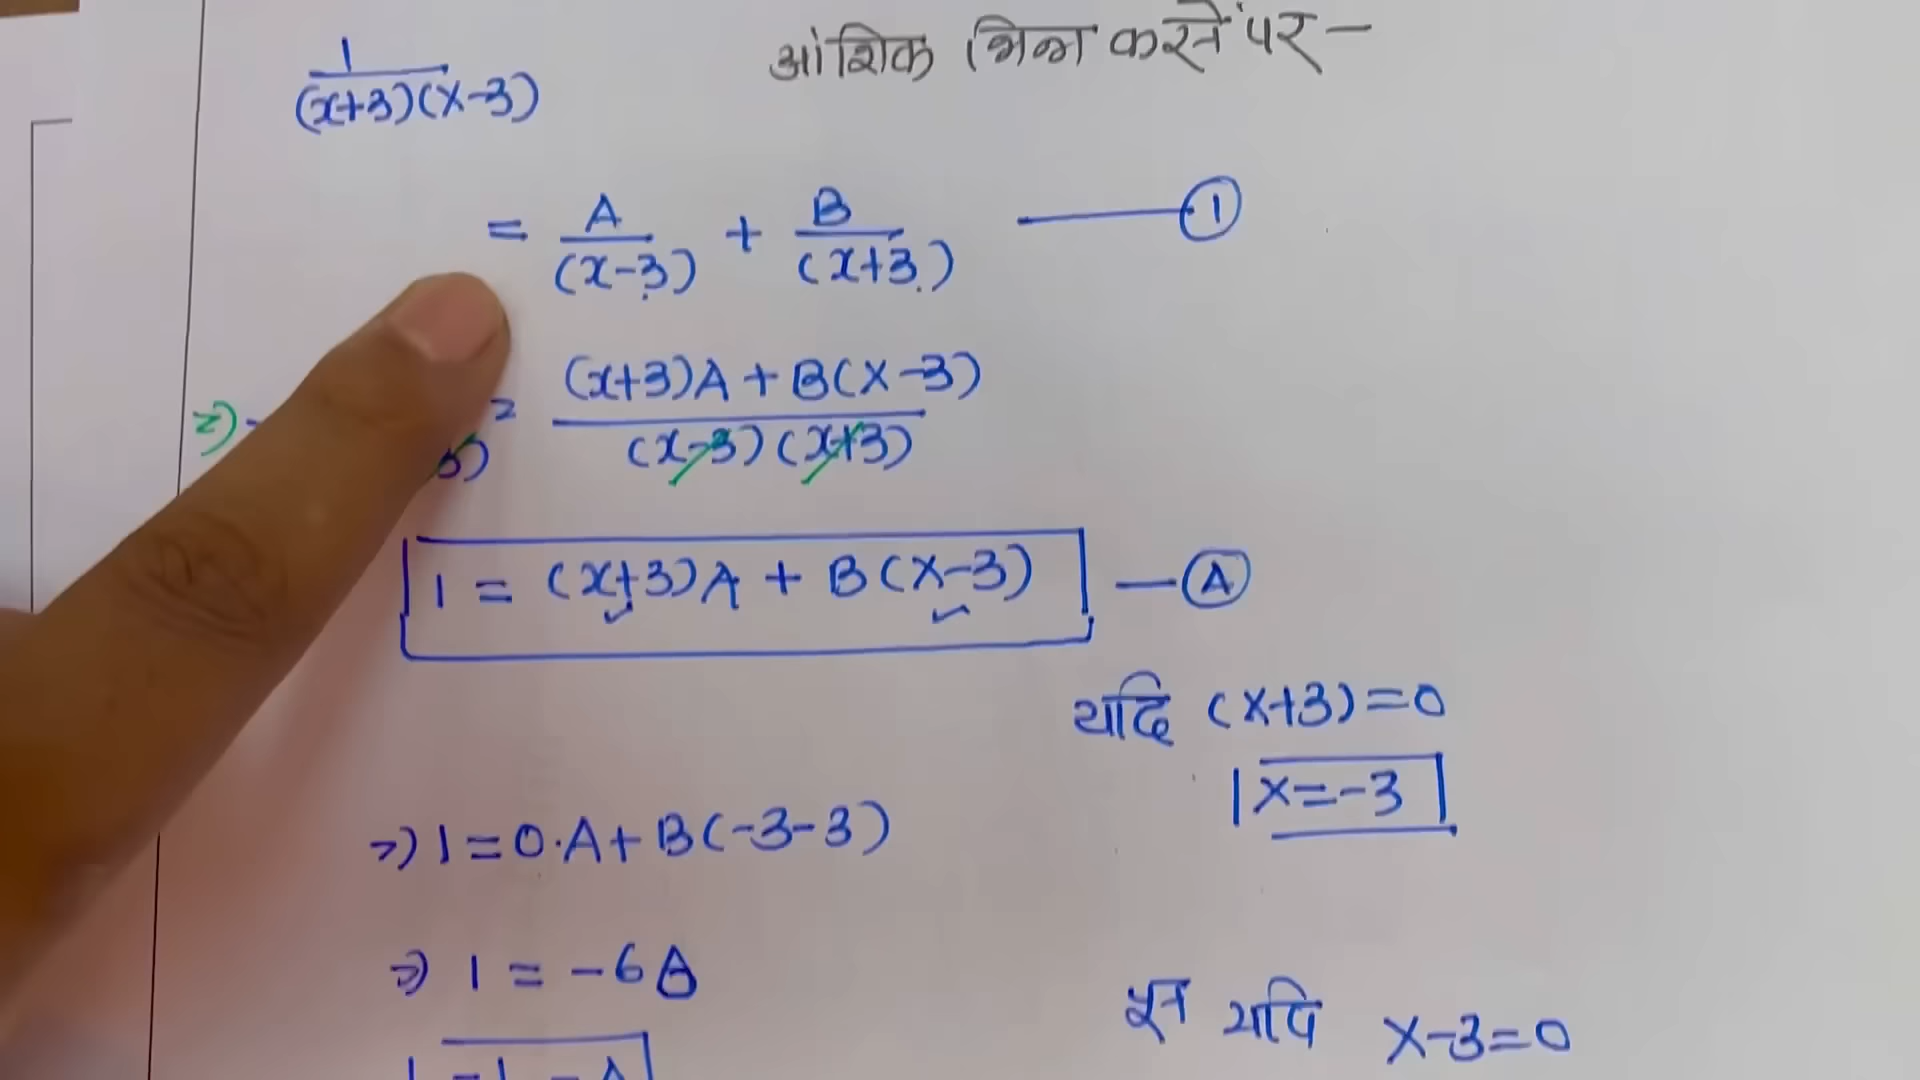 आंशिक भिन्न करने पर -
1/((x+3)(x-3))
= A/(x-3) + B/(x+3) —— ①
=) = ((x+3)A + B(x-3))/((x-3)(x+3))
1 = (x+3)A + B(x-3) — Ⓐ
यदि (x+3)=0
x=-3
=) 1=0.A+B(-3-3)
=) 1 = -6B
यदि x-3=0